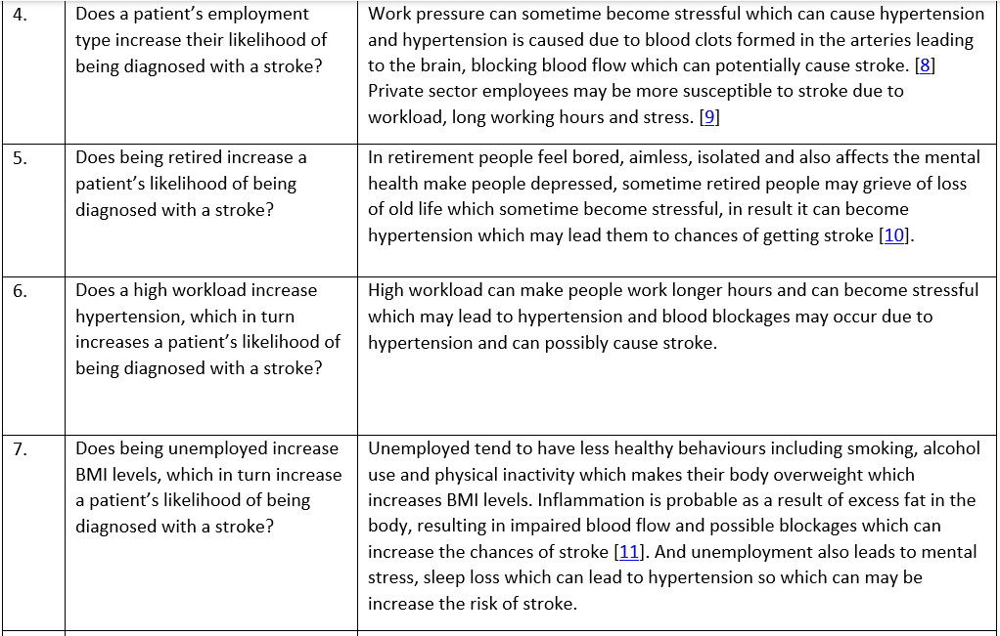 4.
Does a patient’s employment
type increase their likelihood of
being diagnosed with a stroke?
Work pressure can sometime become stressful which can cause hypertension
and hypertension is caused due to blood clots formed in the arteries leading
to the brain, blocking blood flow which can potentially cause stroke. [8]
Private sector employees may be more susceptible to stroke due to
workload, long working hours and stress. [9]
5.
Does being retired increase a
patient’s likelihood of being
diagnosed with a stroke?
In retirement people feel bored, aimless, isolated and also affects the mental
health make people depressed, sometime retired people may grieve of loss
of old life which sometime become stressful, in result it can become
hypertension which may lead them to chances of getting stroke [10].
6.
Does a high workload increase
hypertension, which in turn
increases a patient’s likelihood of
being diagnosed with a stroke?
High workload can make people work longer hours and can become stressful
which may lead to hypertension and blood blockages may occur due to
hypertension and can possibly cause stroke.
7.
Does being unemployed increase
BMI levels, which in turn increase
a patient’s likelihood of being
diagnosed with a stroke?
Unemployed tend to have less healthy behaviours including smoking, alcohol
use and physical inactivity which makes their body overweight which
increases BMI levels. Inflammation is probable as a result of excess fat in the
body, resulting in impaired blood flow and possible blockages which can
increase the chances of stroke [11]. And unemployment also leads to mental
stress, sleep loss which can lead to hypertension so which can may be
increase the risk of stroke.